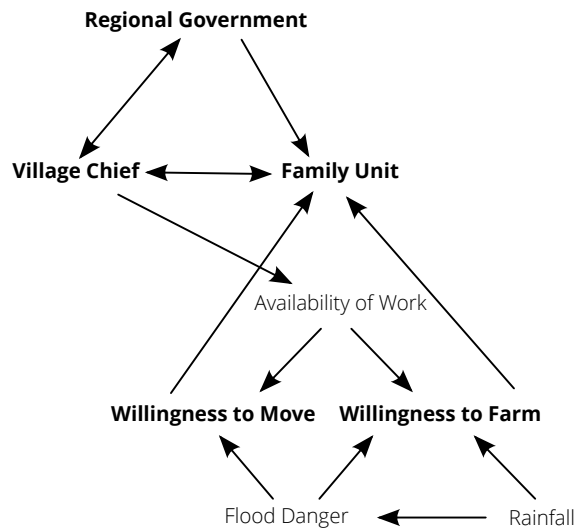 Regional Government
Village Chief
Family Unit
Availability of Work
Willingness to Move
Willingness to Farm
Flood Danger
Rainfall